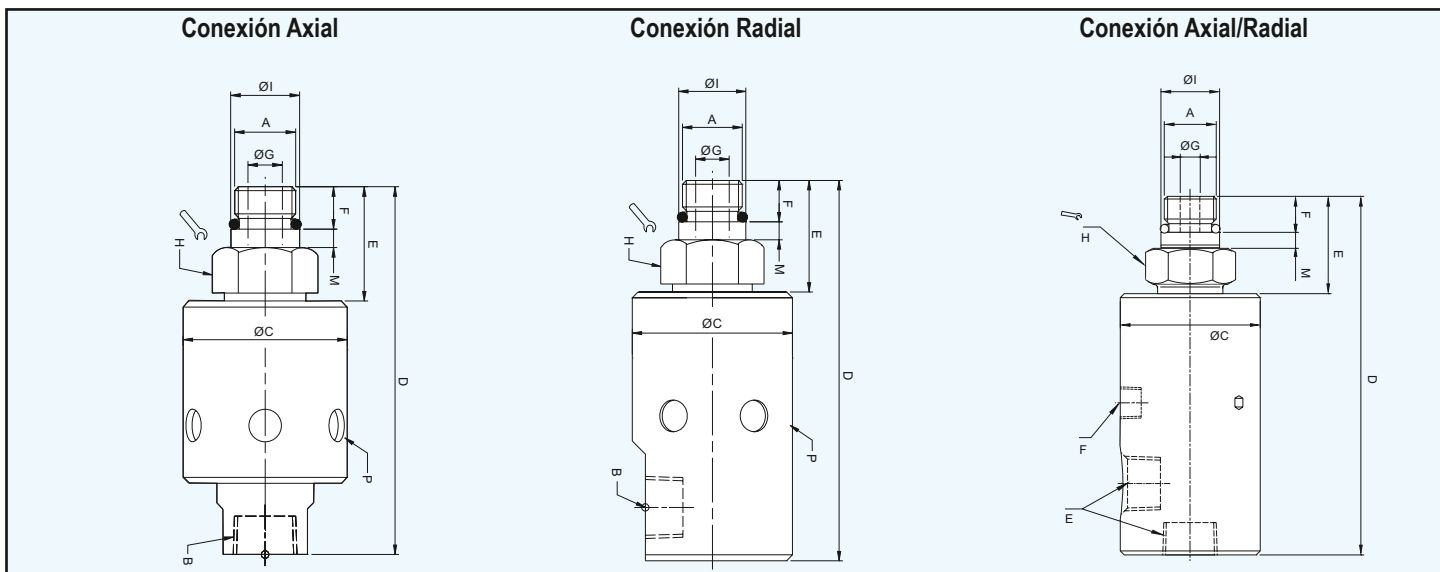 Conexión Axial
ØI
A
ØG
F
E
M
H
ØC
D
P
B
Conexión Radial
ØI
A
ØG
F
E
M
H
ØC
D
P
B
Conexión Axial/Radial
ØI
A
ØG
F
E
M
H
ØC
D
F
E